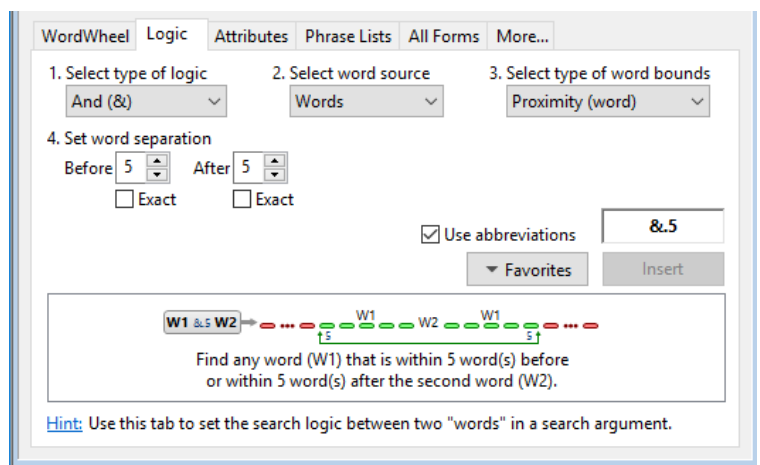 WordWheel Logic Attributes Phrase Lists All Forms More...
1. Select type of logic 2. Select word source 3. Select type of word bounds
And (&) Words Proximity (word)
4. Set word separation
Before 5 After 5
Exact Exact
Use abbreviations &.5
Favorites Insert
W1 W1
W1 &.5 W2 ... W2 ...
5 5
Find any word (W1) that is within 5 word(s) before
or within 5 word(s) after the second word (W2).
Hint: Use this tab to set the search logic between two "words" in a search argument.